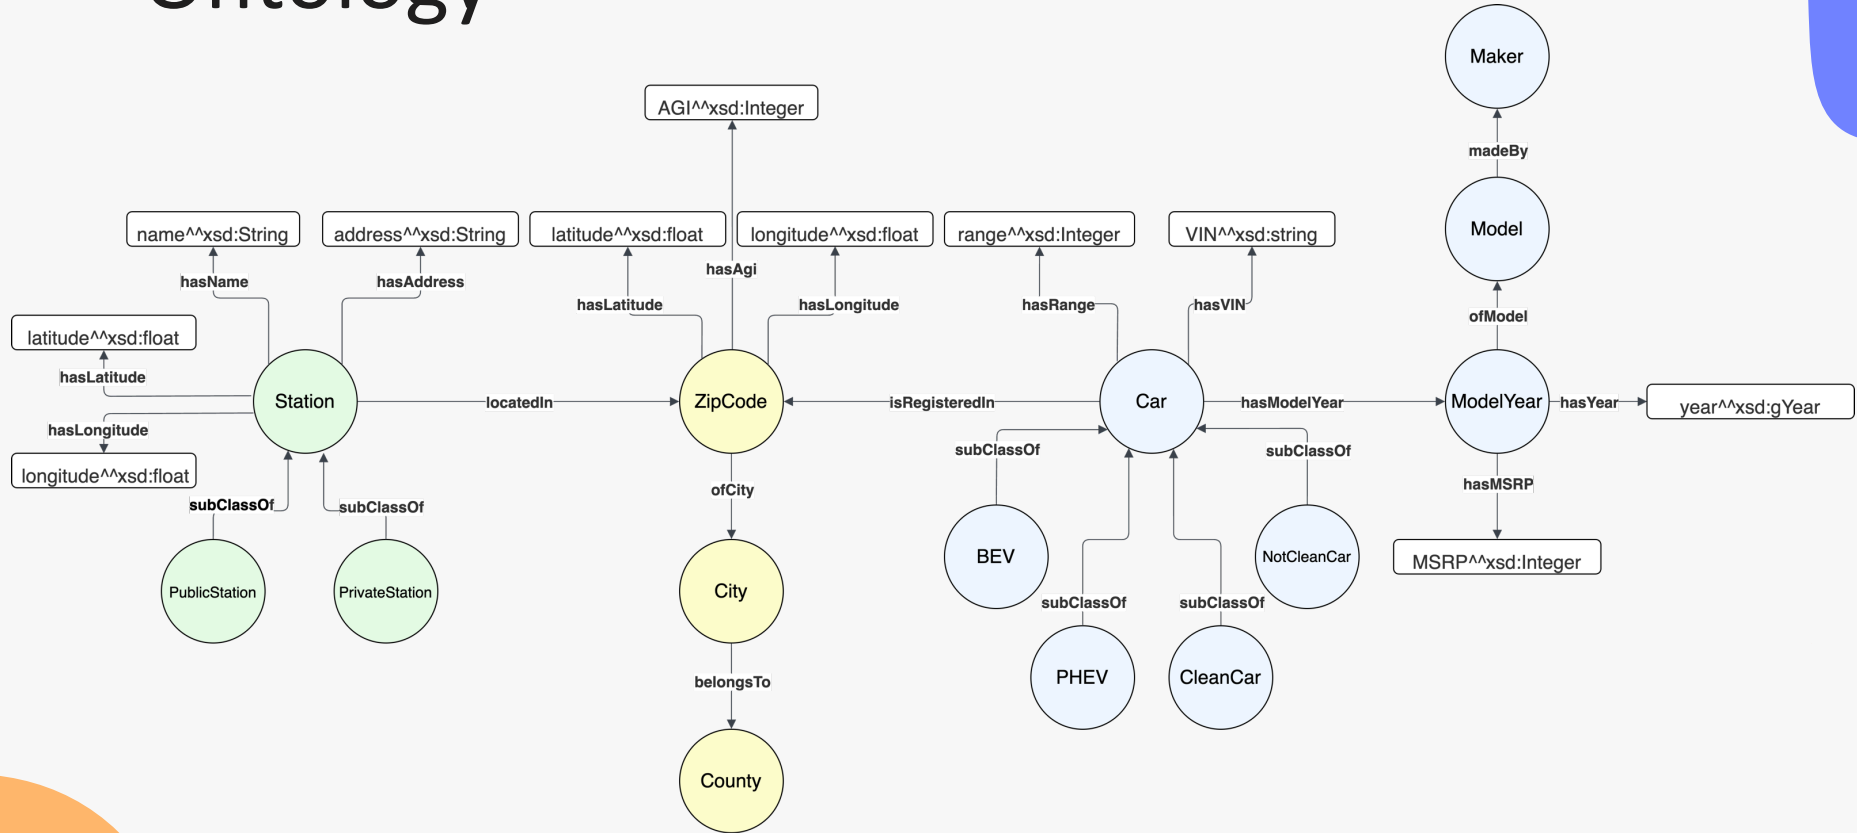 Ontology
Maker
AGI^^xsd:Integer
madeBy
name^^xsd:String
address^^xsd:String
latitude^^xsd:float
longitude^^xsd:float
range^^xsd:Integer
VIN^^xsd:string
Model
hasName
hasAddress
hasAgi
hasLatitude
hasLongitude
hasRange
hasVIN
ofModel
latitude^^xsd:float
hasLatitude
Station
locatedIn
ZipCode
isRegisteredIn
Car
hasModelYear
ModelYear
hasYear
year^^xsd:gYear
hasLongitude
longitude^^xsd:float
subClassOf
subClassOf
ofCity
subClassOf
subClassOf
hasMSRP
MSRP^^xsd:Integer
BEV
NotCleanCar
PublicStation
PrivateStation
City
subClassOf
subClassOf
PHEV
CleanCar
belongsTo
County